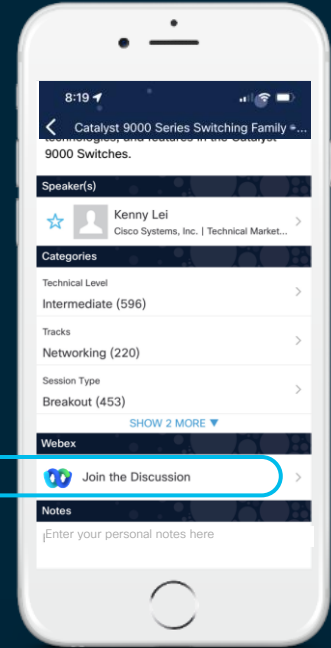 8:19
Catalyst 9000 Series Switching Family -...
technologies, and features in the Catalyst
9000 Switches.
Speaker(s)
Kenny Lei
Cisco Systems, Inc. | Technical Market...
Categories
Technical Level
Intermediate (596)
Tracks
Networking (220)
Session Type
Breakout (453)
SHOW 2 MORE ▼
Webex
Join the Discussion
Notes
Enter your personal notes here